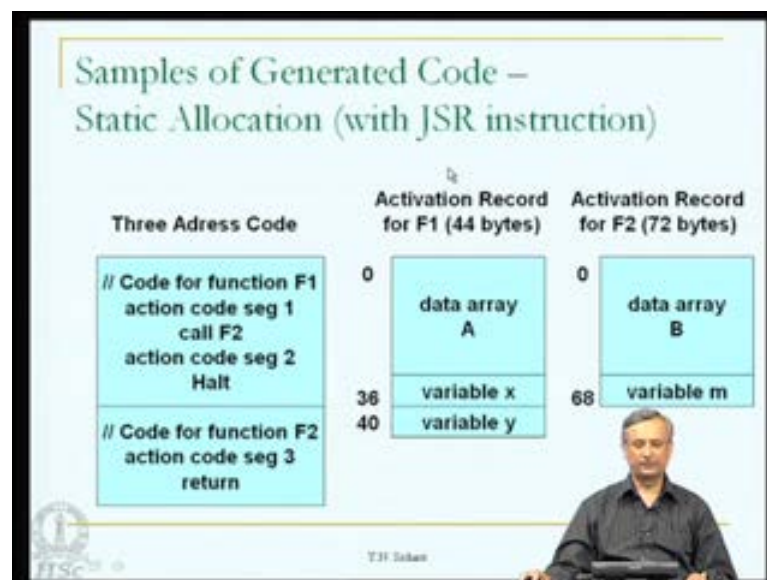 Samples of Generated Code –
Static Allocation (with JSR instruction)
Three Adress Code
Activation Record
for F1 (44 bytes)
Activation Record
for F2 (72 bytes)
// Code for function F1
action code seg 1
call F2
action code seg 2
Halt
// Code for function F2
action code seg 3
return
0
data array
A
36
variable x
40
variable y
0
data array
B
68
variable m